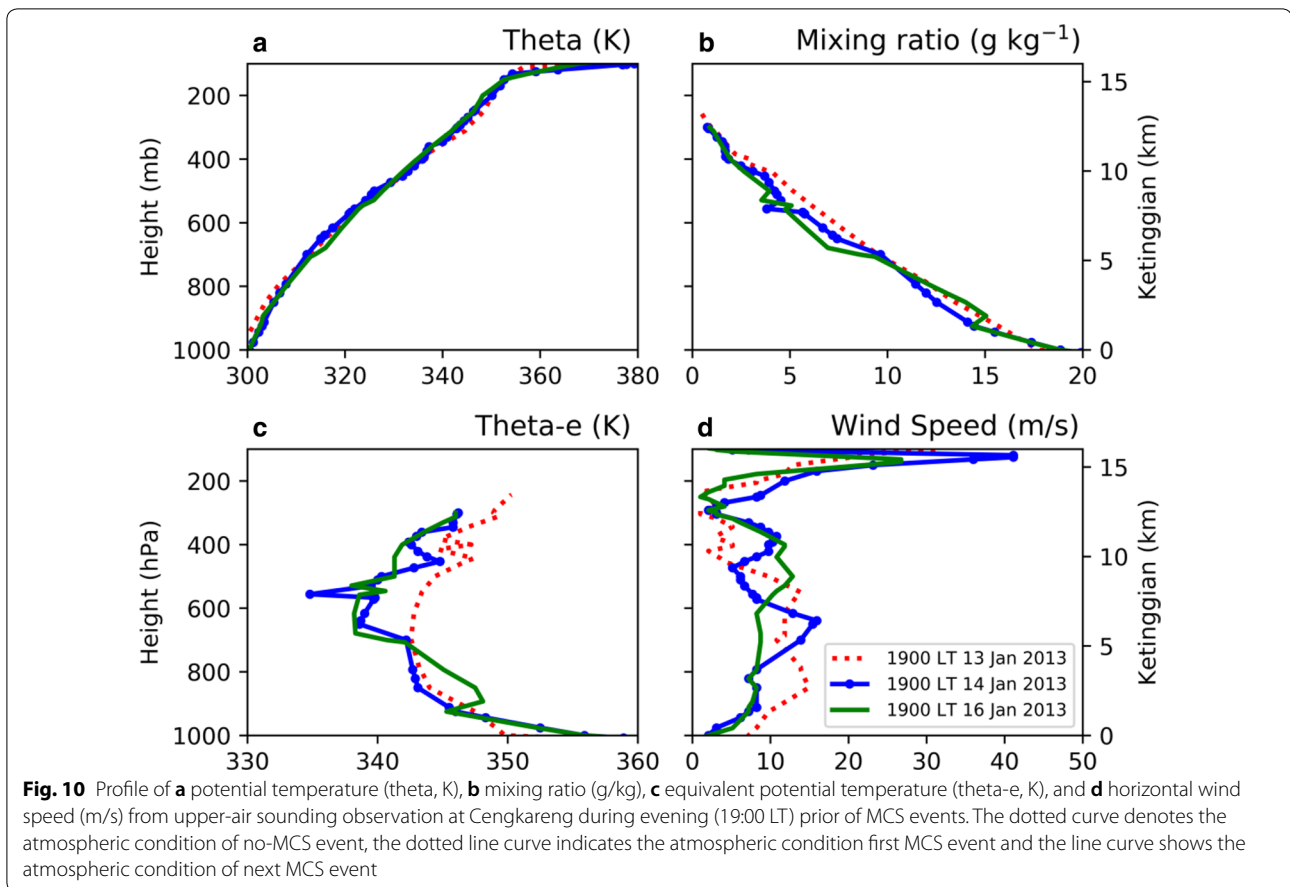 a Theta (K)
b Mixing ratio (g kg⁻¹)
Height (mb)
200
400
600
800
1000
300 320 340 360 380
0 5 10 15 20
15
10
5
0
Ketinggian (km)
c Theta-e (K)
d Wind Speed (m/s)
Height (hPa)
200
400
600
800
1000
330 340 350 360
0 10 20 30 40 50
15
10
5
0
Ketinggian (km)
1900 LT 13 Jan 2013
1900 LT 14 Jan 2013
1900 LT 16 Jan 2013
Fig. 10 Profile of a potential temperature (theta, K), b mixing ratio (g/kg), c equivalent potential temperature (theta-e, K), and d horizontal wind
speed (m/s) from upper-air sounding observation at Cengkareng during evening (19:00 LT) prior of MCS events. The dotted curve denotes the
atmospheric condition of no-MCS event, the dotted line curve indicates the atmospheric condition first MCS event and the line curve shows the
atmospheric condition of next MCS event